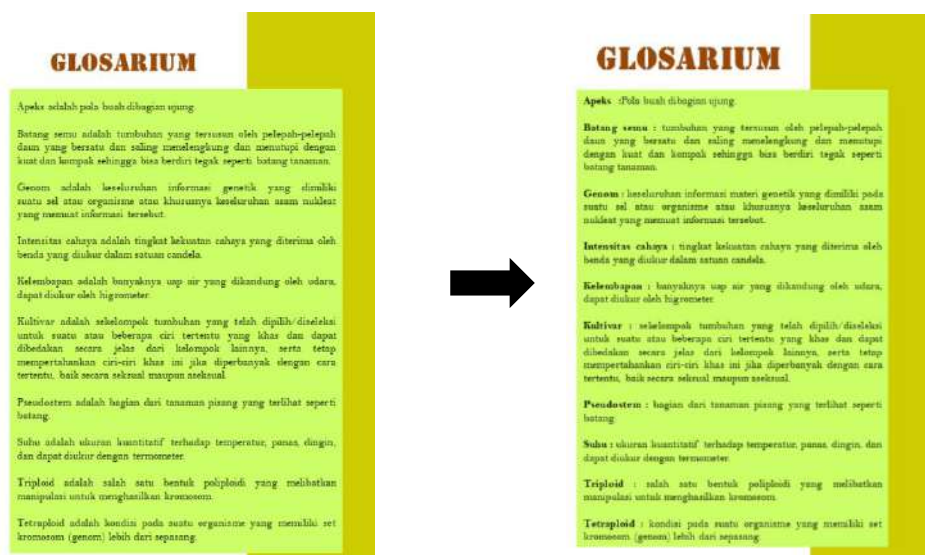 GLOSARIUM
Apeks adalah pola buah dibagian ujung.
Batang semu adalah tumbuhan yang tersusun oleh pelepah-pelepah
daun yang bersatu dan saling menelengkung dan menutupi dengan
kuat dan kompak sehingga bisa berdiri tegak seperti batang tanaman.
Genom adalah keseluruhan informasi genetik yang dimiliki
suatu sel atau organisme atau khususnya keseluruhan asam nukleat
yang memuat informasi tersebut.
Intensitas cahaya adalah tingkat kekuatan cahaya yang diterima oleh
benda yang diukur dalam satuan candela.
Kelembapan adalah banyaknya uap air yang dikandung oleh udara,
dapat diukur oleh higrometer.
Kultivar adalah sekelompok tumbuhan yang telah dipilih/diseleksi
untuk suatu atau beberapa ciri tertentu yang khas dan dapat
dibedakan secara jelas dari kelompok lainnya, serta tetap
mempertahankan ciri-ciri khas ini jika diperbanyak dengan cara
tertentu, baik secara seksual maupun aseksual.
Pseudostem adalah bagian dari tanaman pisang yang terlihat seperti
batang.
Suhu adalah ukuran kuantitatif terhadap temperatur, panas, dingin,
dan dapat diukur dengan termometer.
Triploid adalah salah satu bentuk poliploidi yang melibatkan
manipulasi untuk menghasilkan kromosom.
Tetraploid adalah kondisi pada suatu organisme yang memiliki set
kromosom (genom) lebih dari sepasang.
GLOSARIUM
Apeks :Pola buah dibagian ujung.
Batang semu : tumbuhan yang tersusun oleh pelepah-pelepah
daun yang bersatu dan saling menelengkung dan menutupi
dengan kuat dan kompak sehingga bisa berdiri tegak seperti
batang tanaman.
Genom : keseluruhan informasi materi genetik yang dimiliki pada
suatu sel atau organisme atau khususnya keseluruhan asam
nukleat yang memuat informasi tersebut.
Intensitas cahaya : tingkat kekuatan cahaya yang diterima oleh
benda yang diukur dalam satuan candela.
Kelembapan : banyaknya uap air yang dikandung oleh udara,
dapat diukur oleh higrometer.
Kultivar : sekelompok tumbuhan yang telah dipilih/diseleksi
untuk suatu atau beberapa ciri tertentu yang khas dan dapat
dibedakan secara jelas dari kelompok lainnya, serta tetap
mempertahankan ciri-ciri khas ini jika diperbanyak dengan cara
tertentu, baik secara seksual maupun aseksual.
Pseudostem : bagian dari tanaman pisang yang terlihat seperti
batang.
Suhu : ukuran kuantitatif terhadap temperatur, panas, dingin, dan
dapat diukur dengan termometer.
Triploid : salah satu bentuk poliploidi yang melibatkan
manipulasi untuk menghasilkan kromosom.
Tetraploid : kondisi pada suatu organisme yang memiliki set
kromosom (genom) lebih dari sepasang.